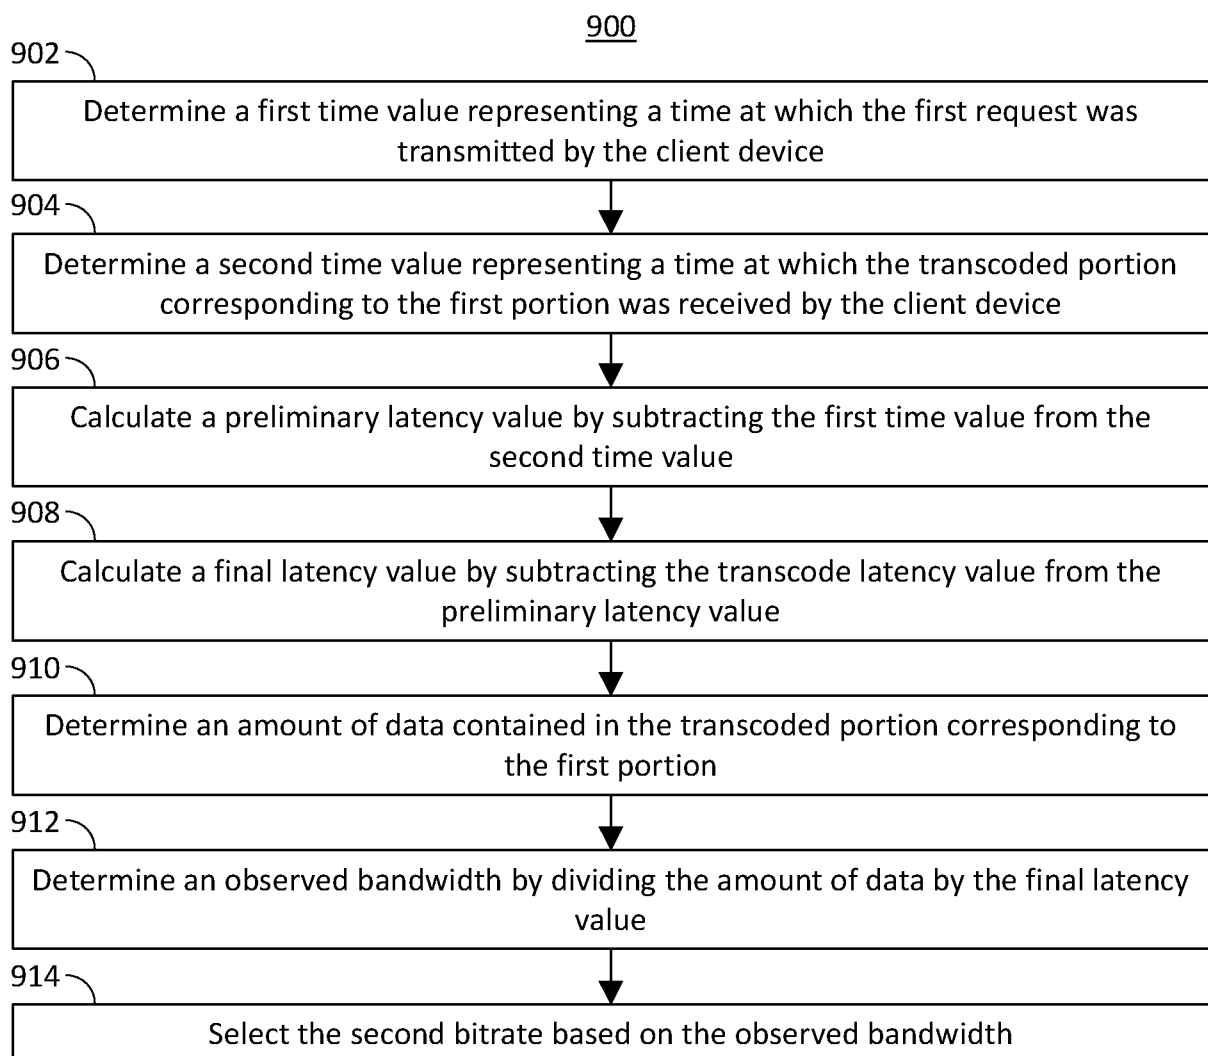 900
902
Determine a first time value representing a time at which the first request was
transmitted by the client device
904
Determine a second time value representing a time at which the transcoded portion
corresponding to the first portion was received by the client device
906
Calculate a preliminary latency value by subtracting the first time value from the
second time value
908
Calculate a final latency value by subtracting the transcode latency value from the
preliminary latency value
910
Determine an amount of data contained in the transcoded portion corresponding to
the first portion
912
Determine an observed bandwidth by dividing the amount of data by the final latency
value
914
Select the second bitrate based on the observed bandwidth